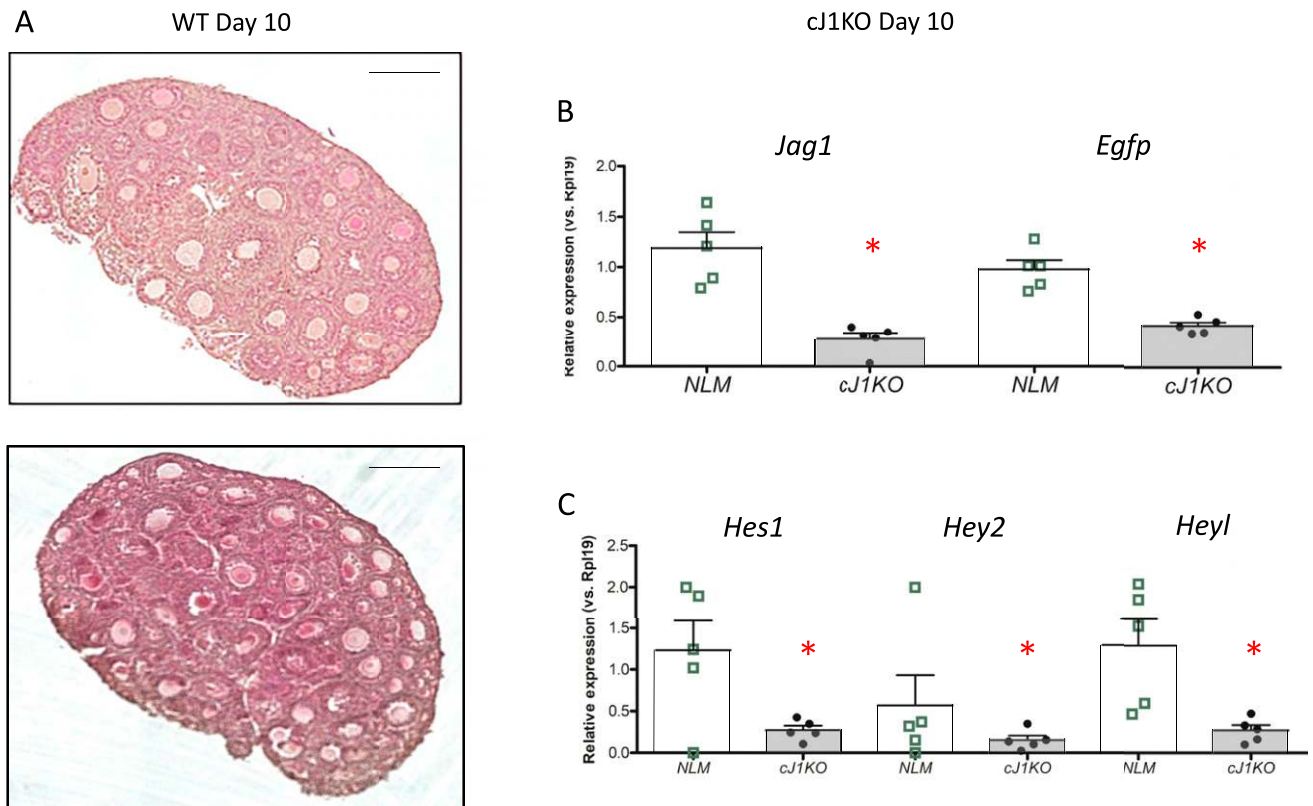 A
WT Day 10
cJ1KO Day 10
B
Jag1
Egfp
Relative expression (vs. Rpl19)
2.0
1.5
1.0
0.5
0.0
*
*
NLM
cJ1KO
NLM
cJ1KO
C
Hes1
Hey2
Heyl
Relative expression (vs. Rpl19)
2.5
2.0
1.5
1.0
0.5
0.0
*
*
*
NLM
cJ1KO
NLM
cJ1KO
NLM
cJ1KO